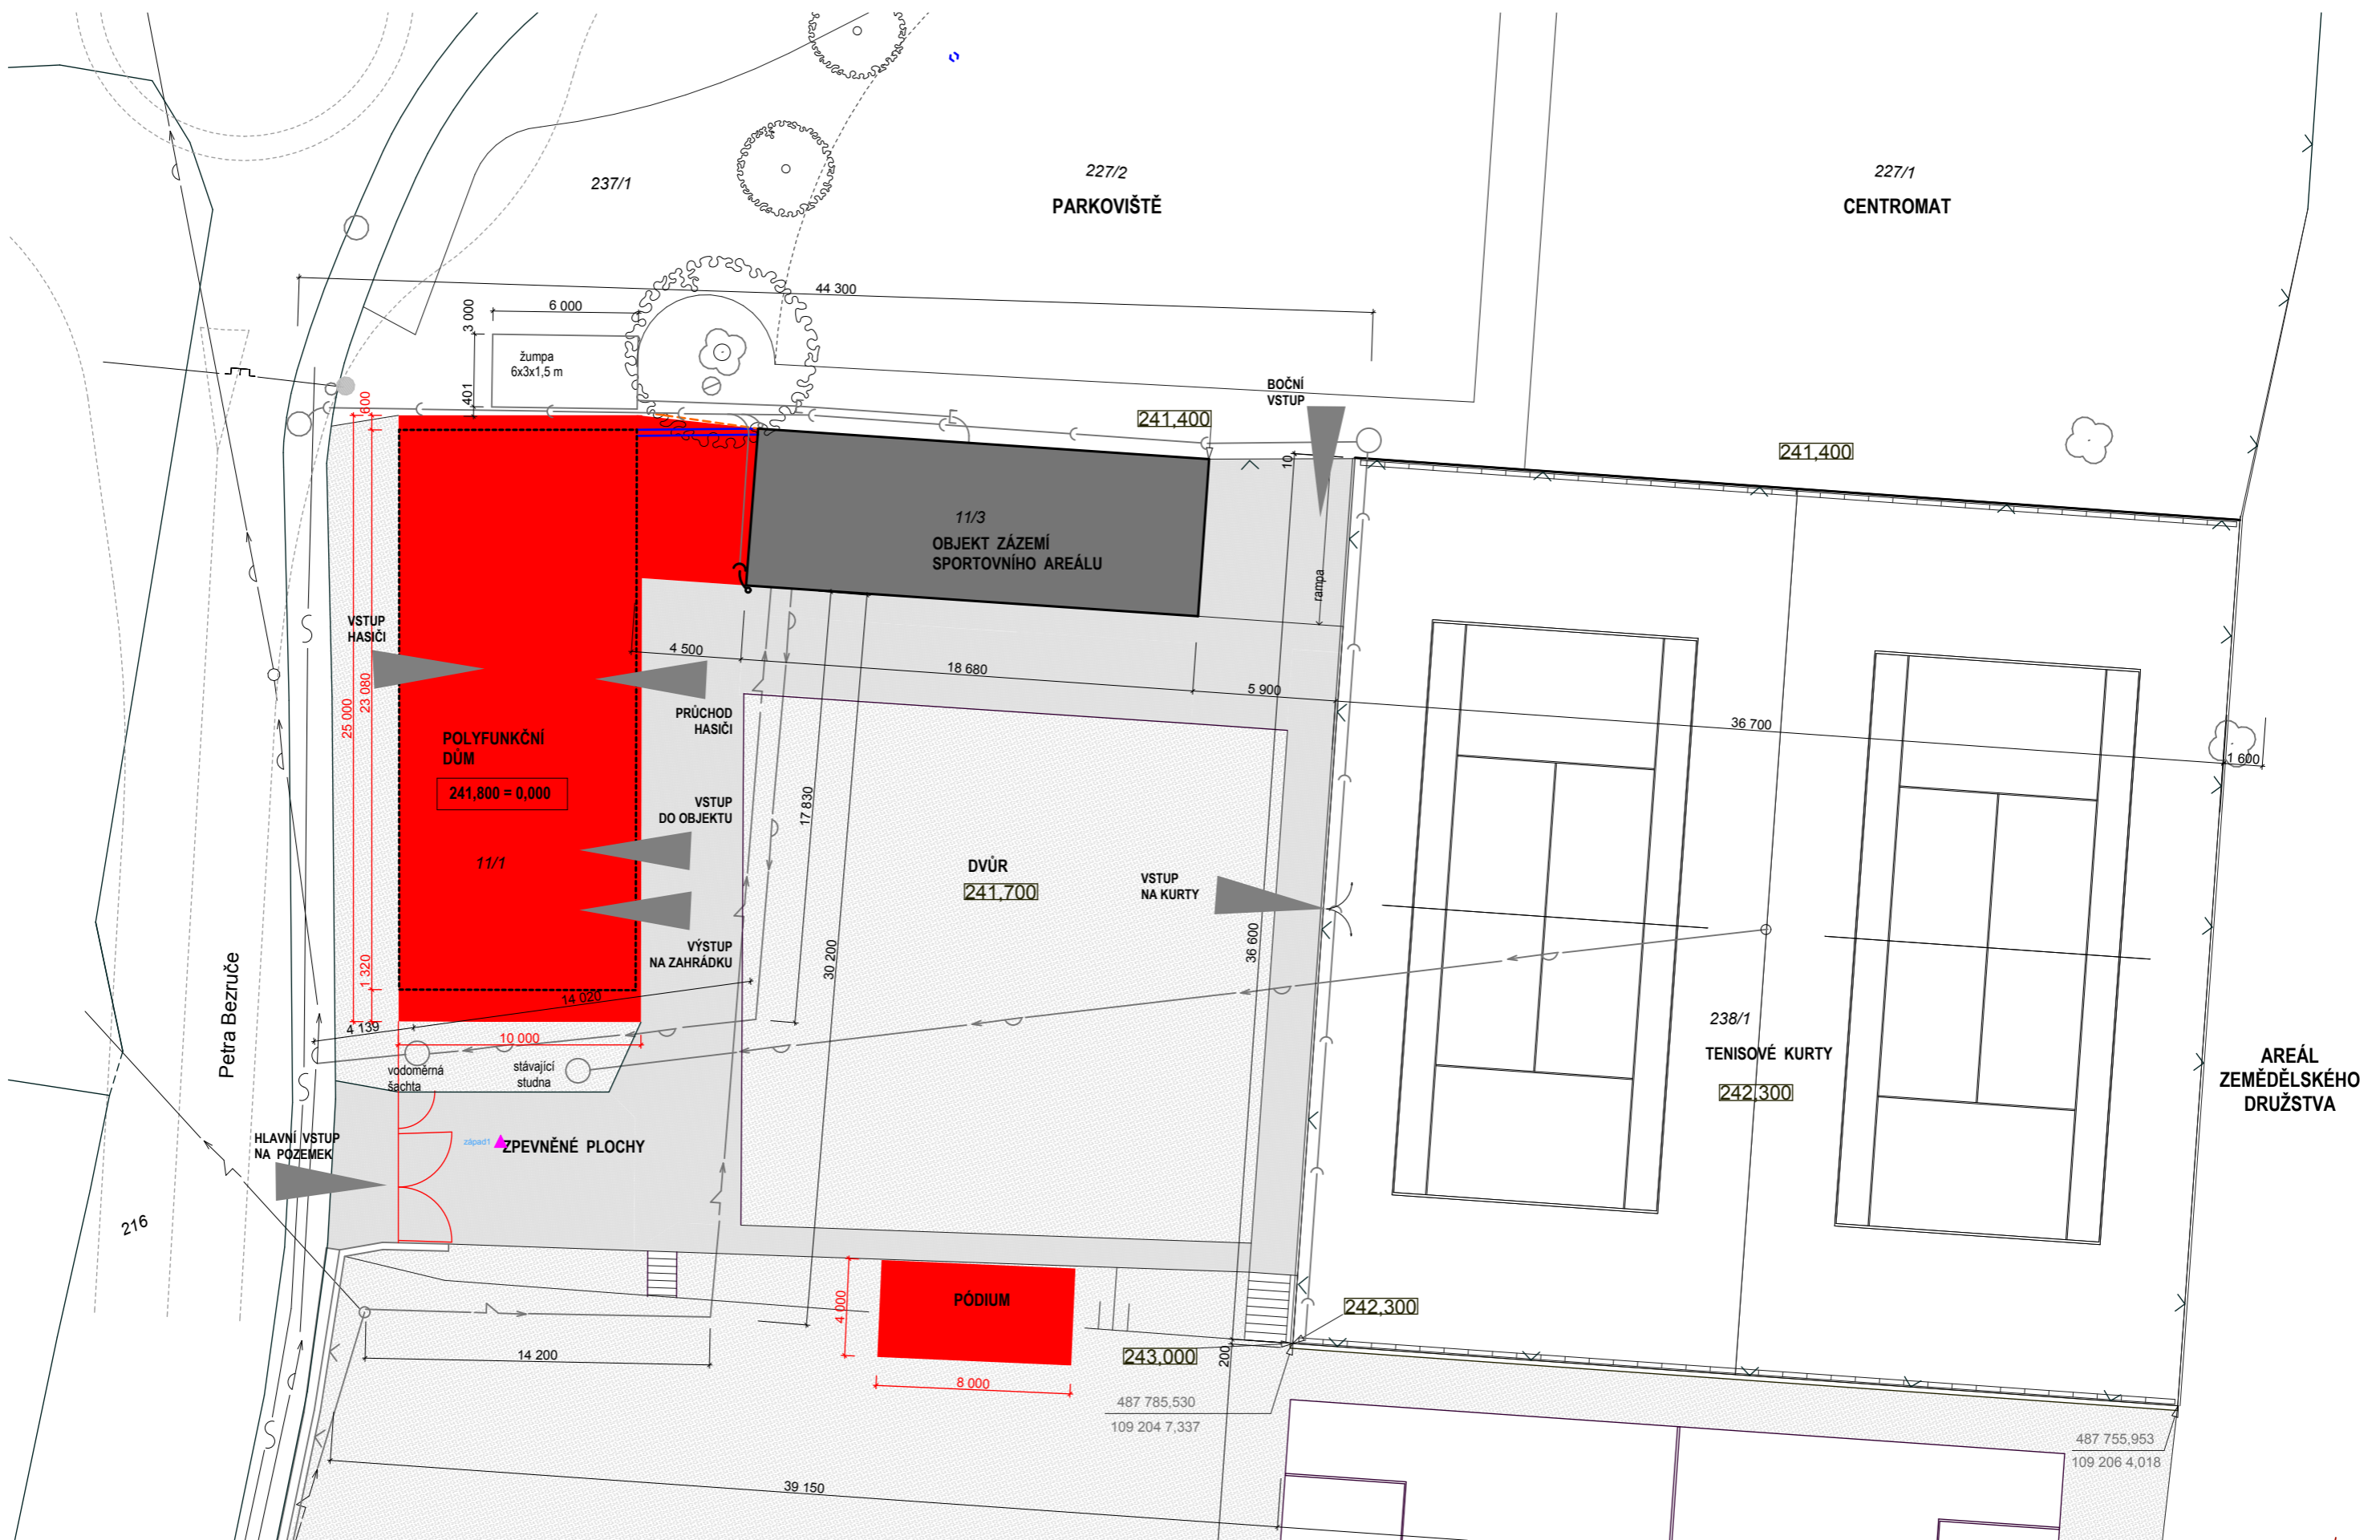 237/1
227/2
PARKOVIŠTĚ
227/1
CENTROMAT
44 300
6 000
3 000
401
žumpa
6x3x1,5 m
600
BOČNÍ
VSTUP
241,400
241,400
10
11/3
OBJEKT ZÁZEMÍ
SPORTOVNÍHO AREÁLU
rampa
VSTUP
HASIČI
4 500
18 680
5 900
36 700
1 600
25 000
23 080
PRŮCHOD
HASIČI
POLYFUNKČNÍ
DŮM
241,800 = 0,000
VSTUP
DO OBJEKTU
17 830
11/1
DVŮR
241,700
VSTUP
NA KURTY
VÝSTUP
NA ZAHRÁDKU
30 200
36 600
1 320
14 020
4 139
10 000
Petra Bezruče
vodoměrná
šachta
stávající
studna
238/1
TENISOVÉ KURTY
242,300
AREÁL
ZEMĚDĚLSKÉHO
DRUŽSTVA
HLAVNÍ VSTUP
NA POZEMEK
západ1
ZPEVNĚNÉ PLOCHY
216
4 000
PÓDIUM
242,300
14 200
8 000
243,000
200
487 785,530
109 204 7,337
487 755,953
109 206 4,018
39 150